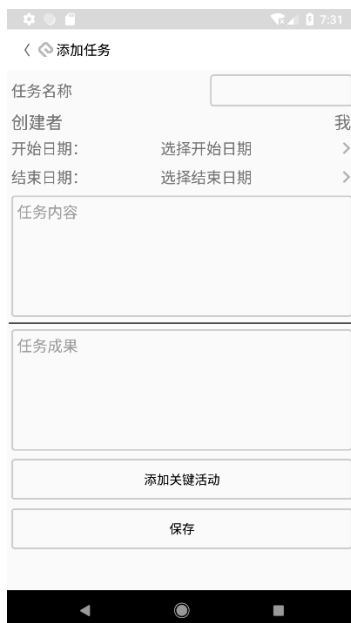 7:31
添加任务
任务名称
创建者 我
开始日期: 选择开始日期
结束日期: 选择结束日期
任务内容
任务成果
添加关键活动
保存